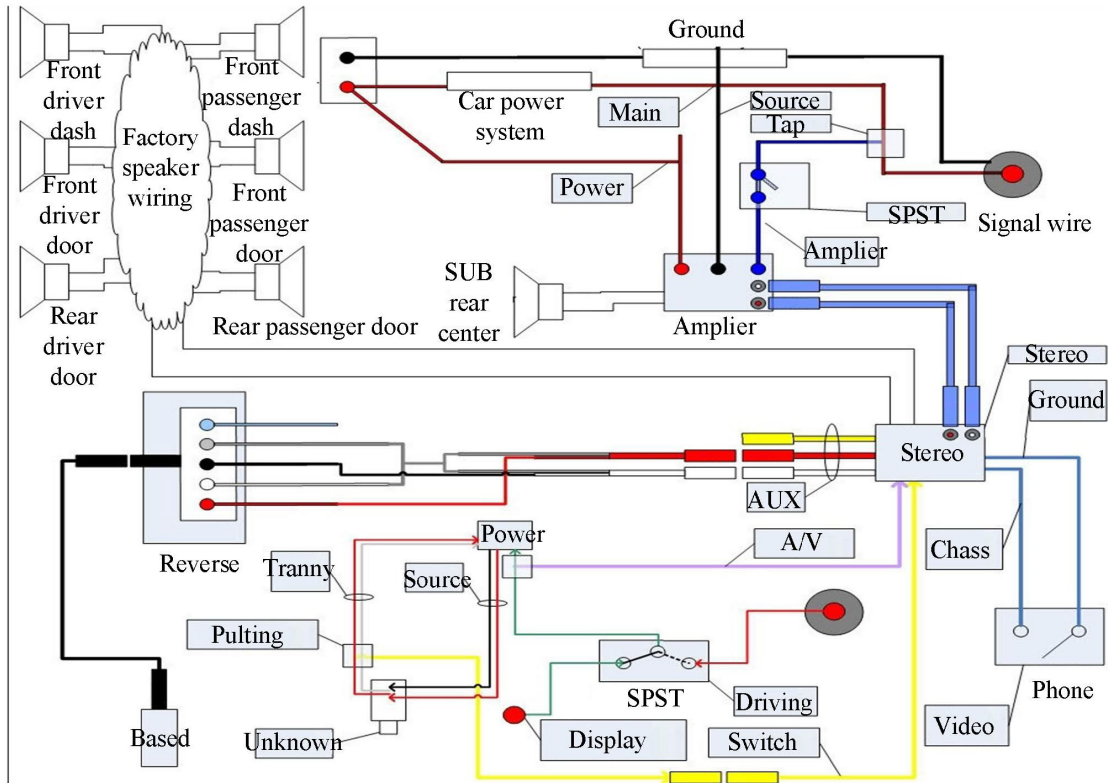 Ground
Front
driver
dash
Front
passenger
dash
Car power
system
Main
Source
Tap
Factory
speaker
wiring
Front
driver
door
Front
passenger
door
Power
SPST
Signal wire
Amplier
SUB
rear
center
Rear
driver
door
Rear passenger door
Amplier
Stereo
Ground
Stereo
AUX
Reverse
Power
A/V
Chass
Tranny
Source
Pulting
SPST
Driving
Phone
Based
Unknown
Display
Switch
Video